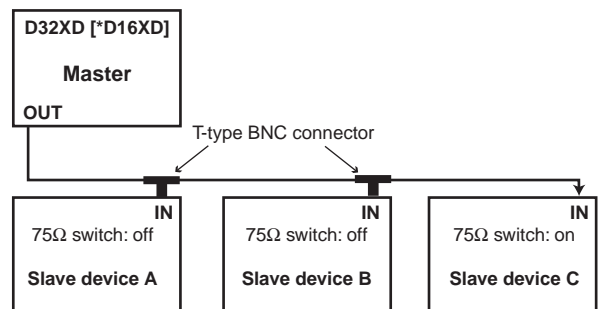 D32XD [*D16XD]
Master
OUT
T-type BNC connector
IN
75Ω switch: off
Slave device A
IN
75Ω switch: off
Slave device B
IN
75Ω switch: on
Slave device C